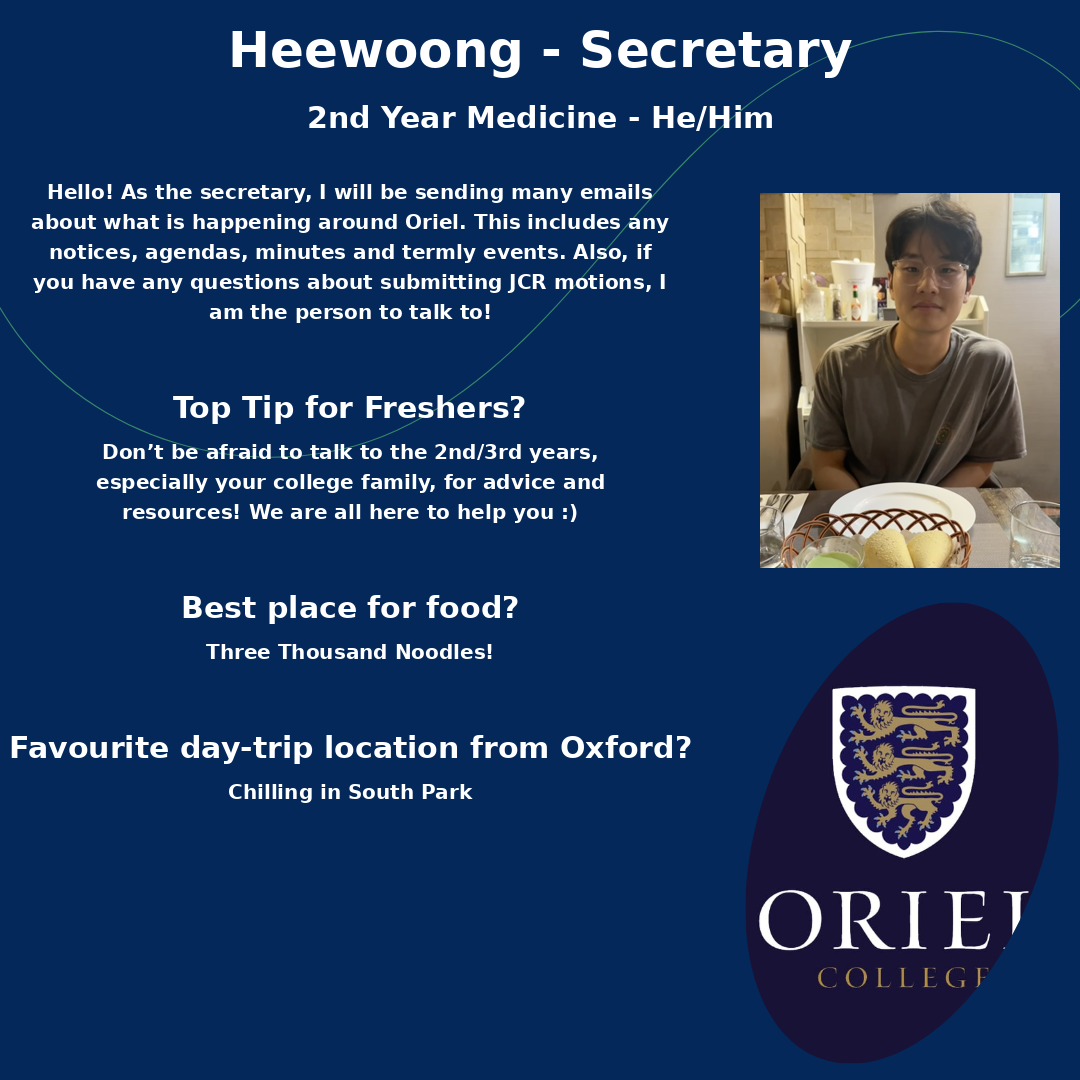 Heewoong - Secretary
2nd Year Medicine - He/Him
Hello! As the secretary, I will be sending many emails
about what is happening around Oriel. This includes any
notices, agendas, minutes and termly events. Also, if
you have any questions about submitting JCR motions, I
am the person to talk to!
Top Tip for Freshers?
Don’t be afraid to talk to the 2nd/3rd years,
especially your college family, for advice and
resources! We are all here to help you :)
Best place for food?
Three Thousand Noodles!
Favourite day-trip location from Oxford?
Chilling in South Park
ORIEL
COLLEGE